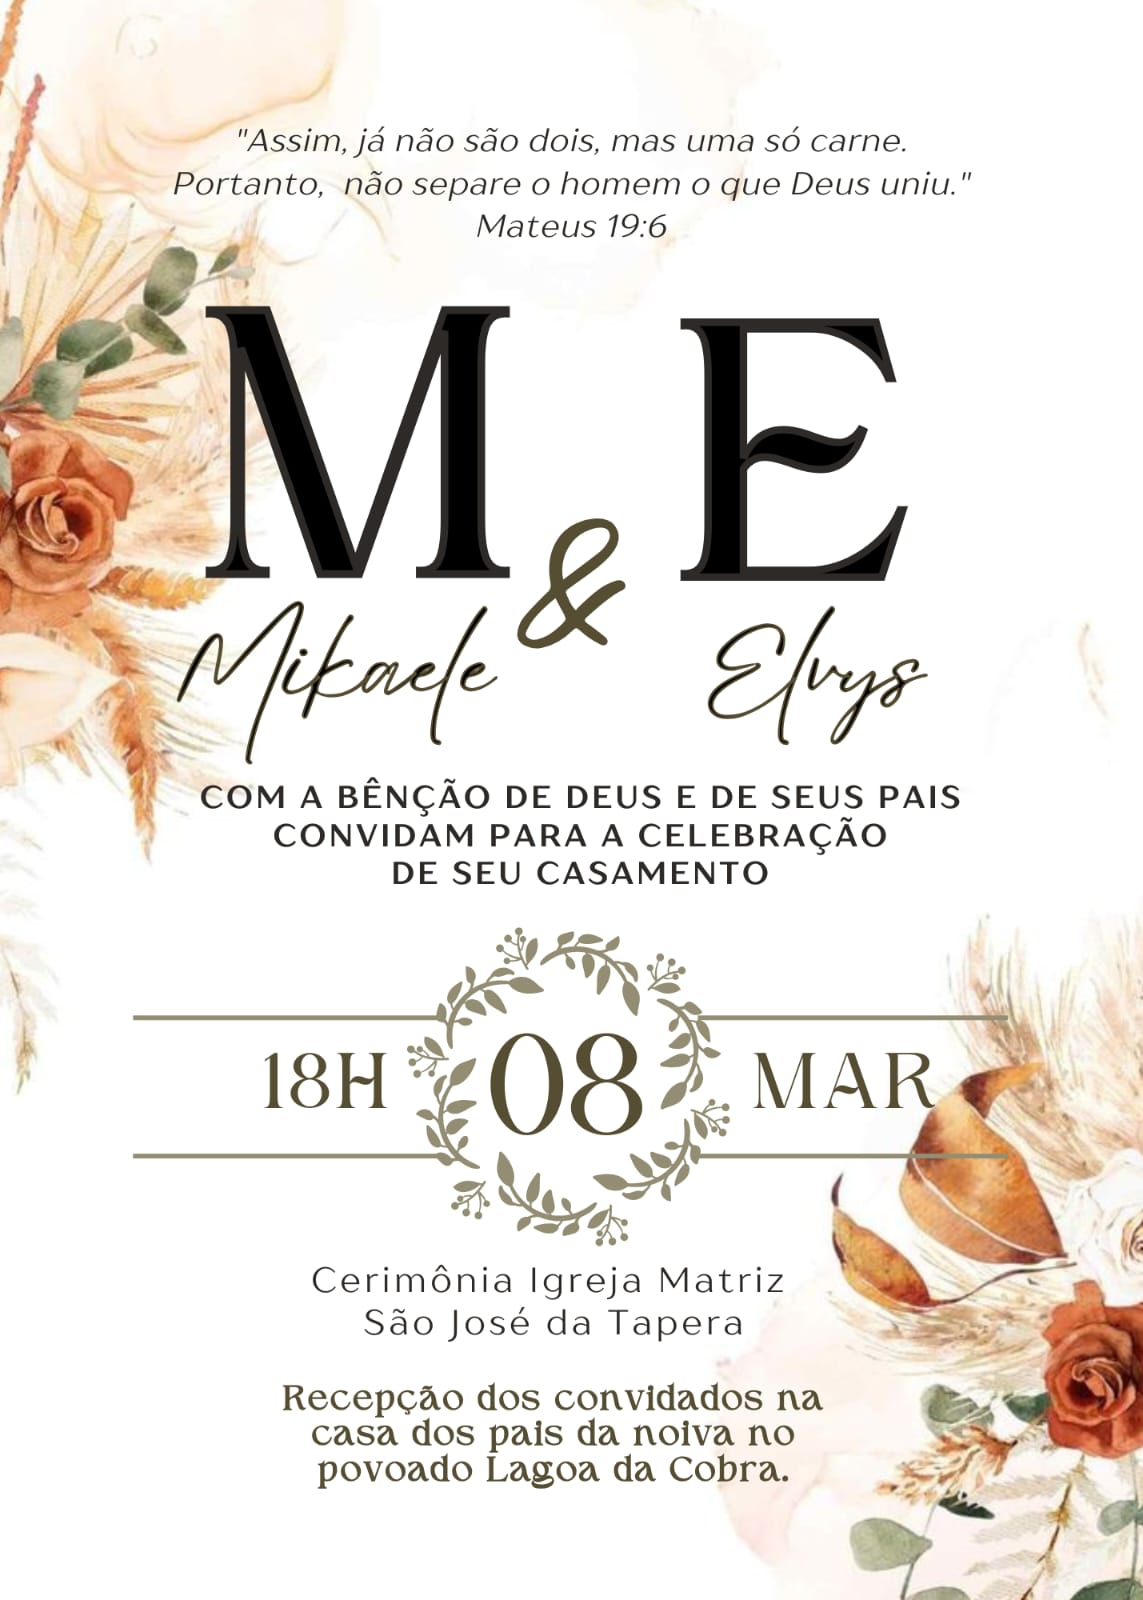 "Assim, já não são dois, mas uma só carne.
Portanto, não separe o homem o que Deus uniu."
Mateus 19:6
M & E
Mikaele Elvys
COM A BÊNÇÃO DE DEUS E DE SEUS PAIS
CONVIDAM PARA A CELEBRAÇÃO
DE SEU CASAMENTO
18H 08 MAR
Cerimônia Igreja Matriz
São José da Tapera
Recepção dos convidados na
casa dos pais da noiva no
povoado Lagoa da Cobra.